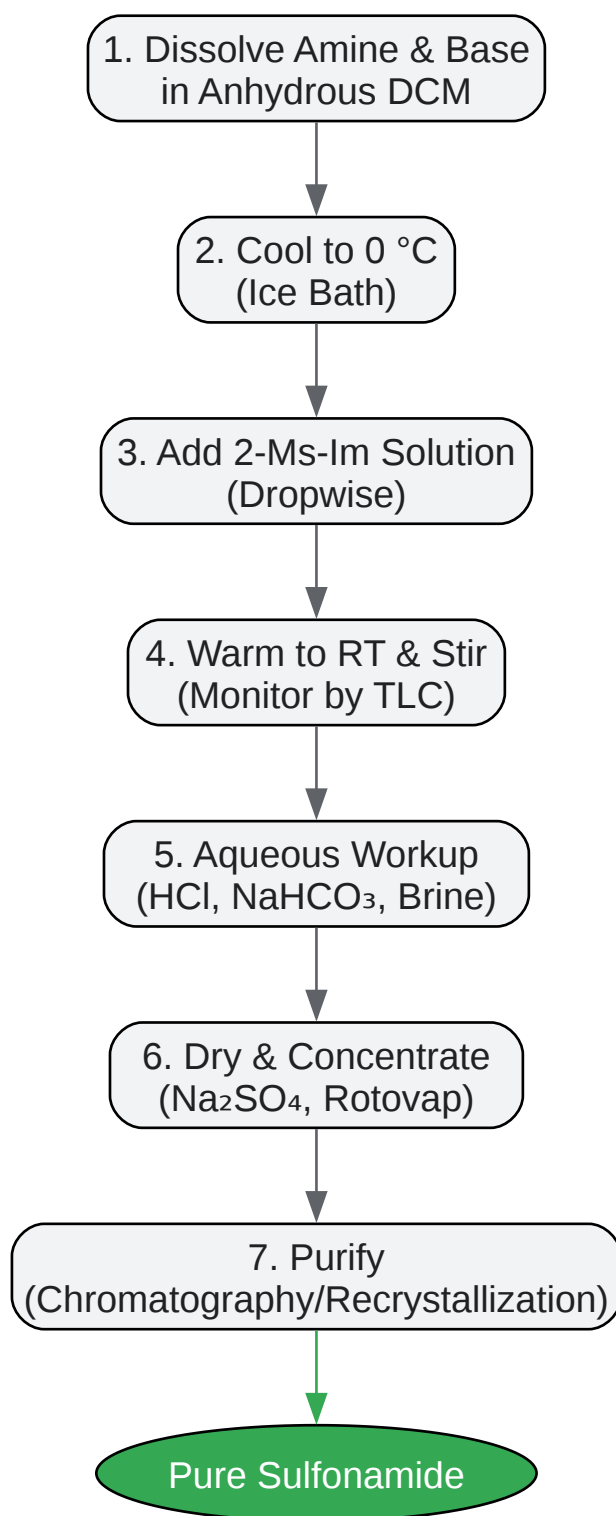 1. Dissolve Amine & Base
in Anhydrous DCM
2. Cool to 0 °C
(Ice Bath)
3. Add 2-Ms-Im Solution
(Dropwise)
4. Warm to RT & Stir
(Monitor by TLC)
5. Aqueous Workup
(HCl, NaHCO₃, Brine)
6. Dry & Concentrate
(Na₂SO₄, Rotovap)
7. Purify
(Chromatography/Recrystallization)
Pure Sulfonamide